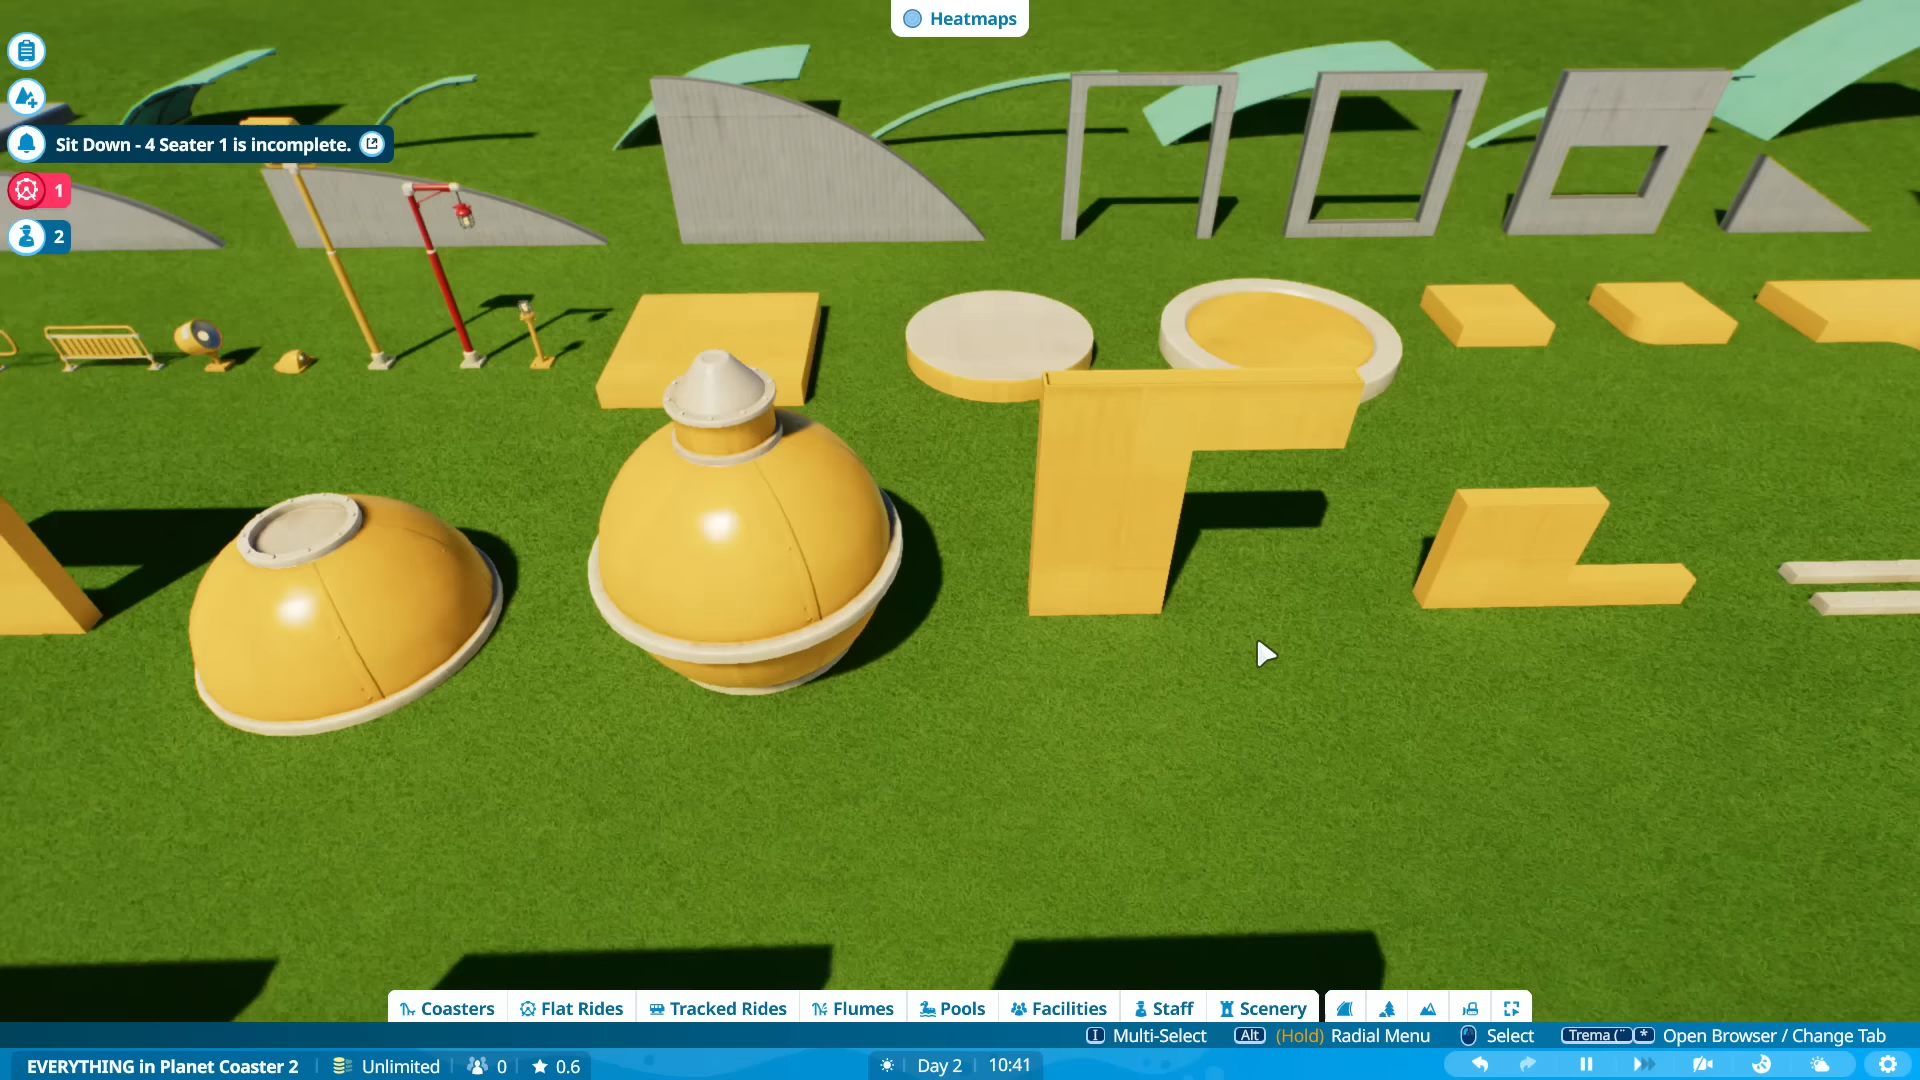 Heatmaps
Sit Down - 4 Seater 1 is incomplete.
1
2
Coasters Flat Rides Tracked Rides Flumes Pools Facilities Staff Scenery
I Multi-Select Alt (Hold) Radial Menu Select Trema (¨) * Open Browser / Change Tab
EVERYTHING in Planet Coaster 2 Unlimited 0 0.6 Day 2 10:41